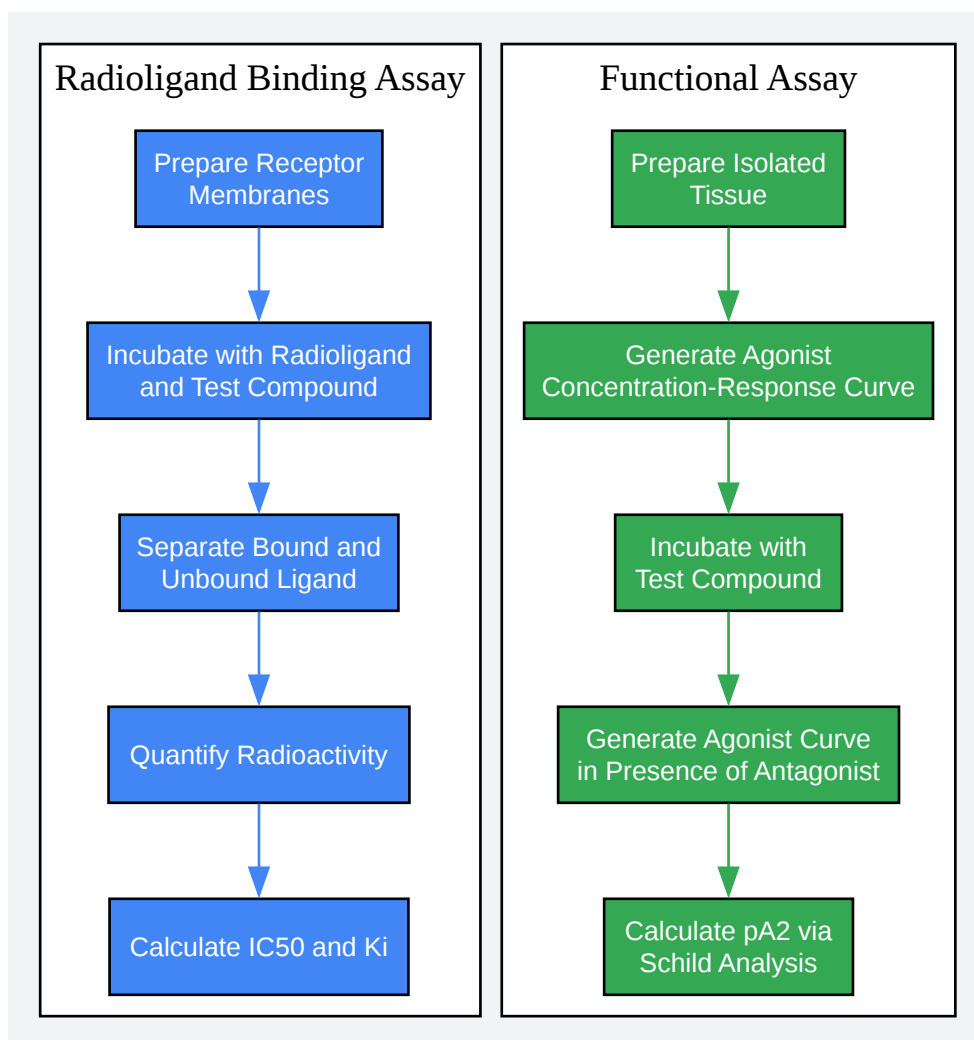 Radioligand Binding Assay
Prepare Receptor
Membranes
Incubate with Radioligand
and Test Compound
Separate Bound and
Unbound Ligand
Quantify Radioactivity
Calculate IC50 and Ki
Functional Assay
Prepare Isolated
Tissue
Generate Agonist
Concentration-Response Curve
Incubate with
Test Compound
Generate Agonist Curve
in Presence of Antagonist
Calculate pA2 via
Schild Analysis